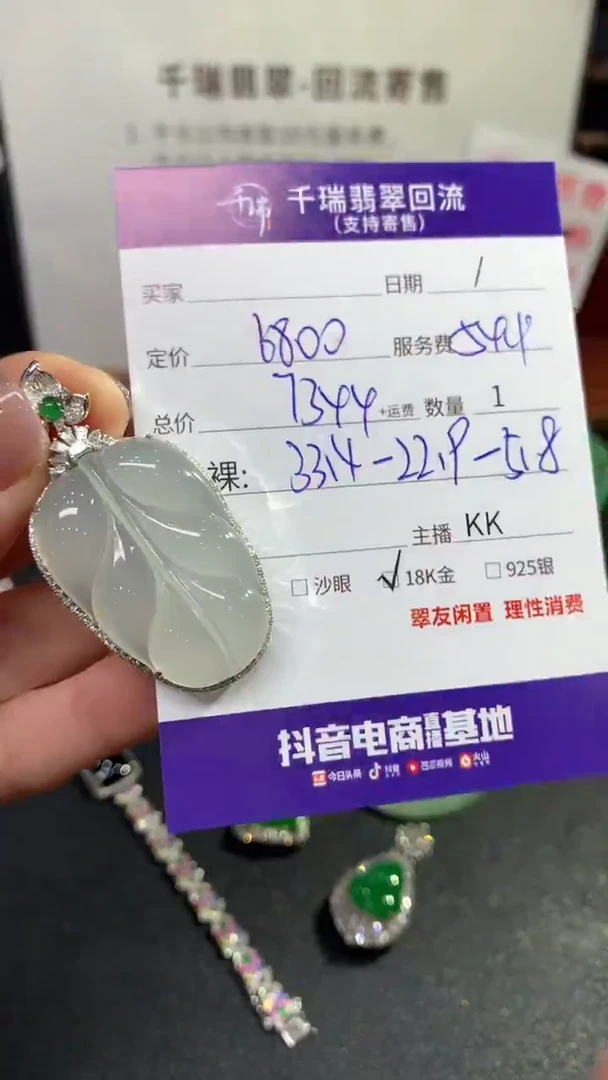 千瑞翡翠-回流寄售
千瑞翡翠回流
(支持寄售)
买家
日期 /
定价 6800 服务费 544
总价 7344 +运费 数量 1
裸: 33.4-22.9-5.8
主播 KK
□ 沙眼 ✓ 18K金 □ 925银
翠友闲置 理性消费
抖音电商直播基地
今日头条 抖音 西瓜视频 火山